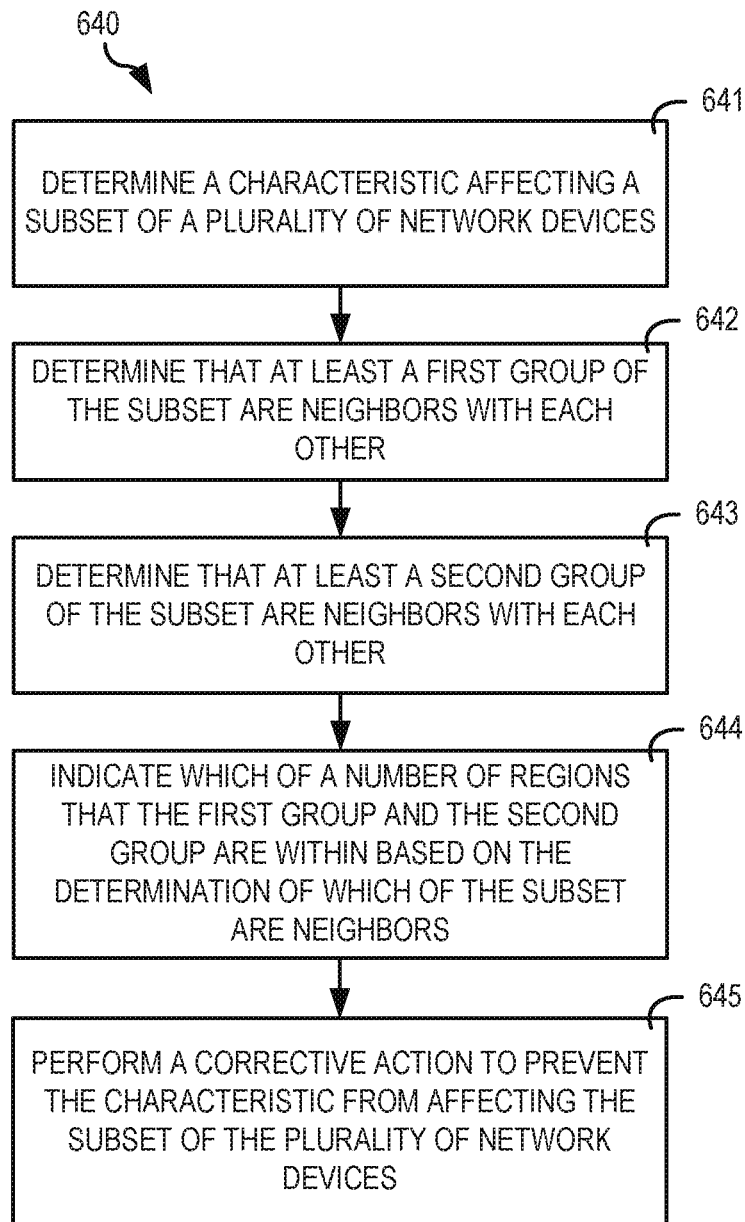 640
641
DETERMINE A CHARACTERISTIC AFFECTING A
SUBSET OF A PLURALITY OF NETWORK DEVICES
642
DETERMINE THAT AT LEAST A FIRST GROUP OF
THE SUBSET ARE NEIGHBORS WITH EACH
OTHER
643
DETERMINE THAT AT LEAST A SECOND GROUP
OF THE SUBSET ARE NEIGHBORS WITH EACH
OTHER
644
INDICATE WHICH OF A NUMBER OF REGIONS
THAT THE FIRST GROUP AND THE SECOND
GROUP ARE WITHIN BASED ON THE
DETERMINATION OF WHICH OF THE SUBSET
ARE NEIGHBORS
645
PERFORM A CORRECTIVE ACTION TO PREVENT
THE CHARACTERISTIC FROM AFFECTING THE
SUBSET OF THE PLURALITY OF NETWORK
DEVICES